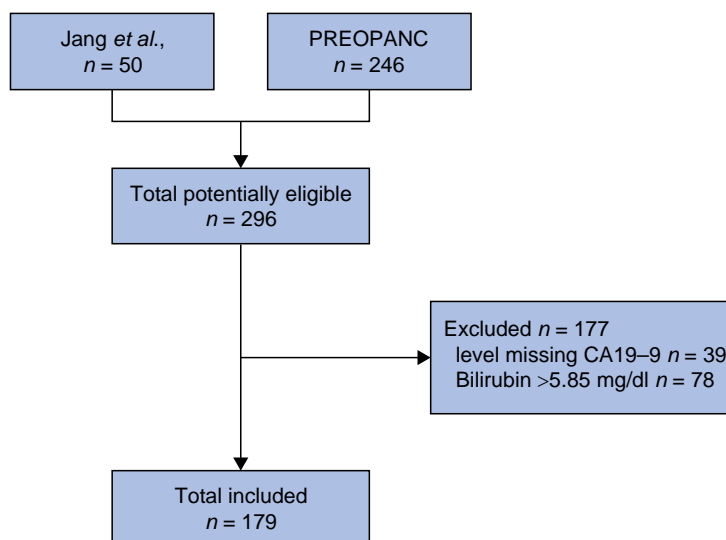 Jang et al.,
n = 50
PREOPANC
n = 246
Total potentially eligible
n = 296
Excluded n = 177
level missing CA19–9 n = 39
Bilirubin >5.85 mg/dl n = 78
Total included
n = 179